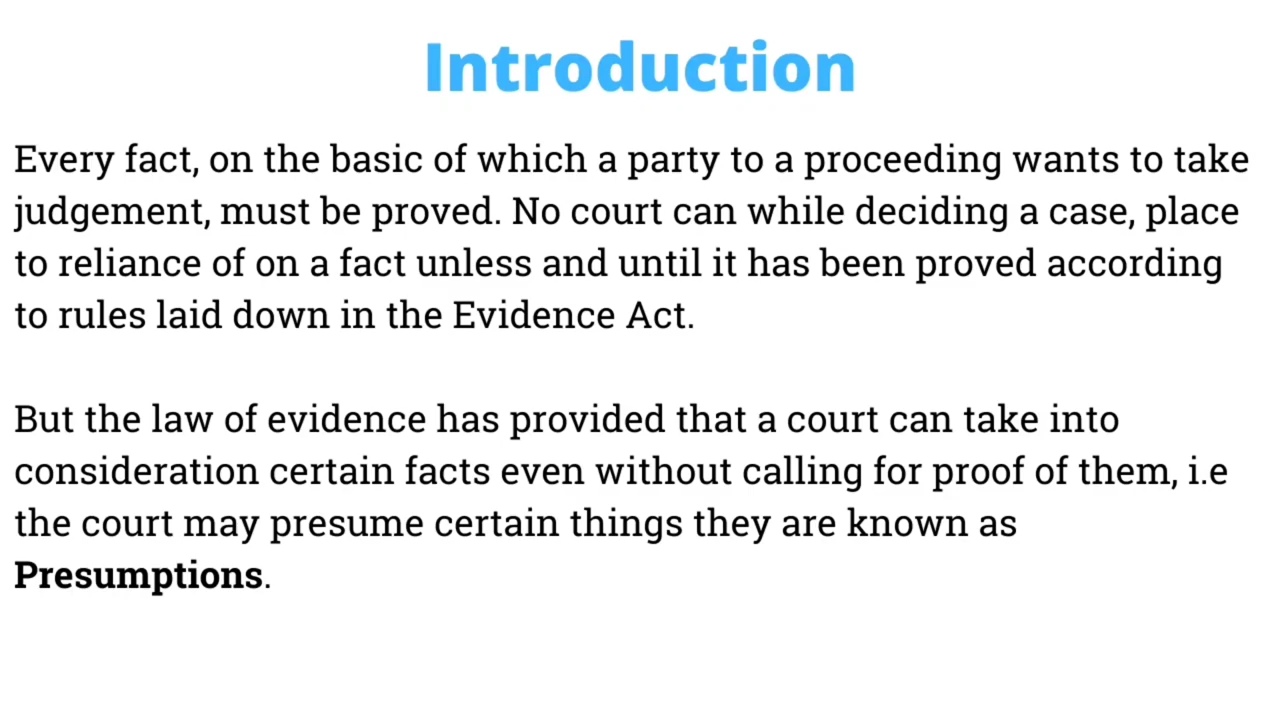 Introduction
Every fact, on the basic of which a party to a proceeding wants to take
judgement, must be proved. No court can while deciding a case, place
to reliance of on a fact unless and until it has been proved according
to rules laid down in the Evidence Act.
But the law of evidence has provided that a court can take into
consideration certain facts even without calling for proof of them, i.e
the court may presume certain things they are known as
Presumptions.